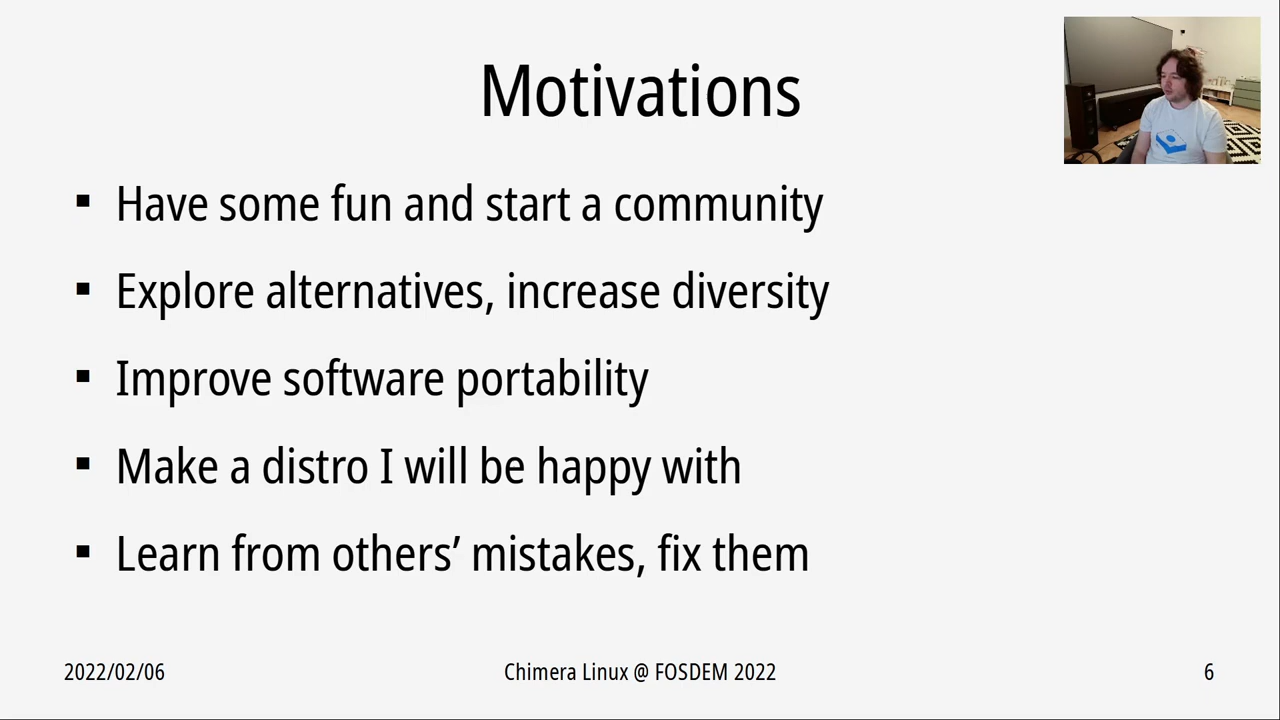 Motivations
▪ Have some fun and start a community
▪ Explore alternatives, increase diversity
▪ Improve software portability
▪ Make a distro I will be happy with
▪ Learn from others’ mistakes, fix them
2022/02/06
Chimera Linux @ FOSDEM 2022
6